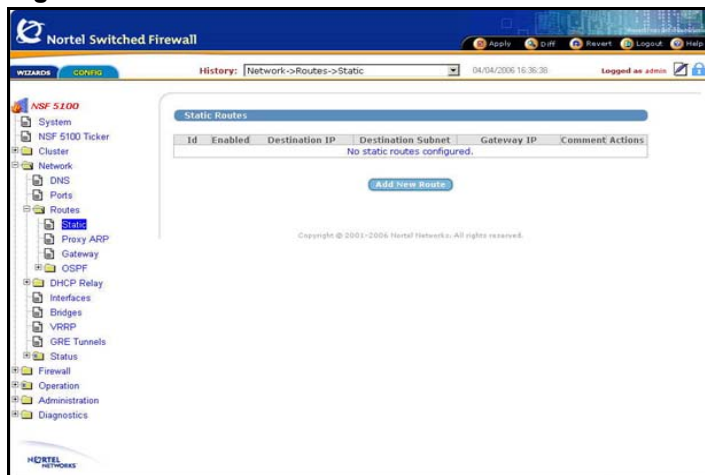 Nortel Switched Firewall
Apply Diff Revert Logout Help
WIZARDS CONFIG
History: Network->Routes->Static 04/04/2006 16:36:38 Logged as admin
NSF 5100
System
NSF 5100 Ticker
Cluster
Network
DNS
Ports
Routes
Static
Proxy ARP
Gateway
OSPF
DHCP Relay
Interfaces
Bridges
VRRP
GRE Tunnels
Status
Firewall
Operation
Administration
Diagnostics
NORTEL
NETWORKS
Static Routes
Id Enabled Destination IP Destination Subnet Gateway IP Comment Actions
No static routes configured.
Add New Route
Copyright @ 2001-2006 Nortel Networks. All rights reserved.